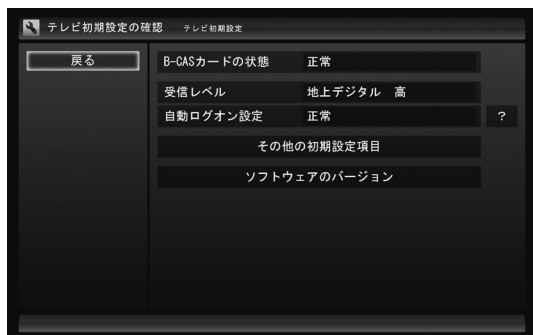 テレビ初期設定の確認 テレビ初期設定
戻る
B-CASカードの状態 正常
受信レベル 地上デジタル 高
自動ログオン設定 正常 ?
その他の初期設定項目
ソフトウェアのバージョン